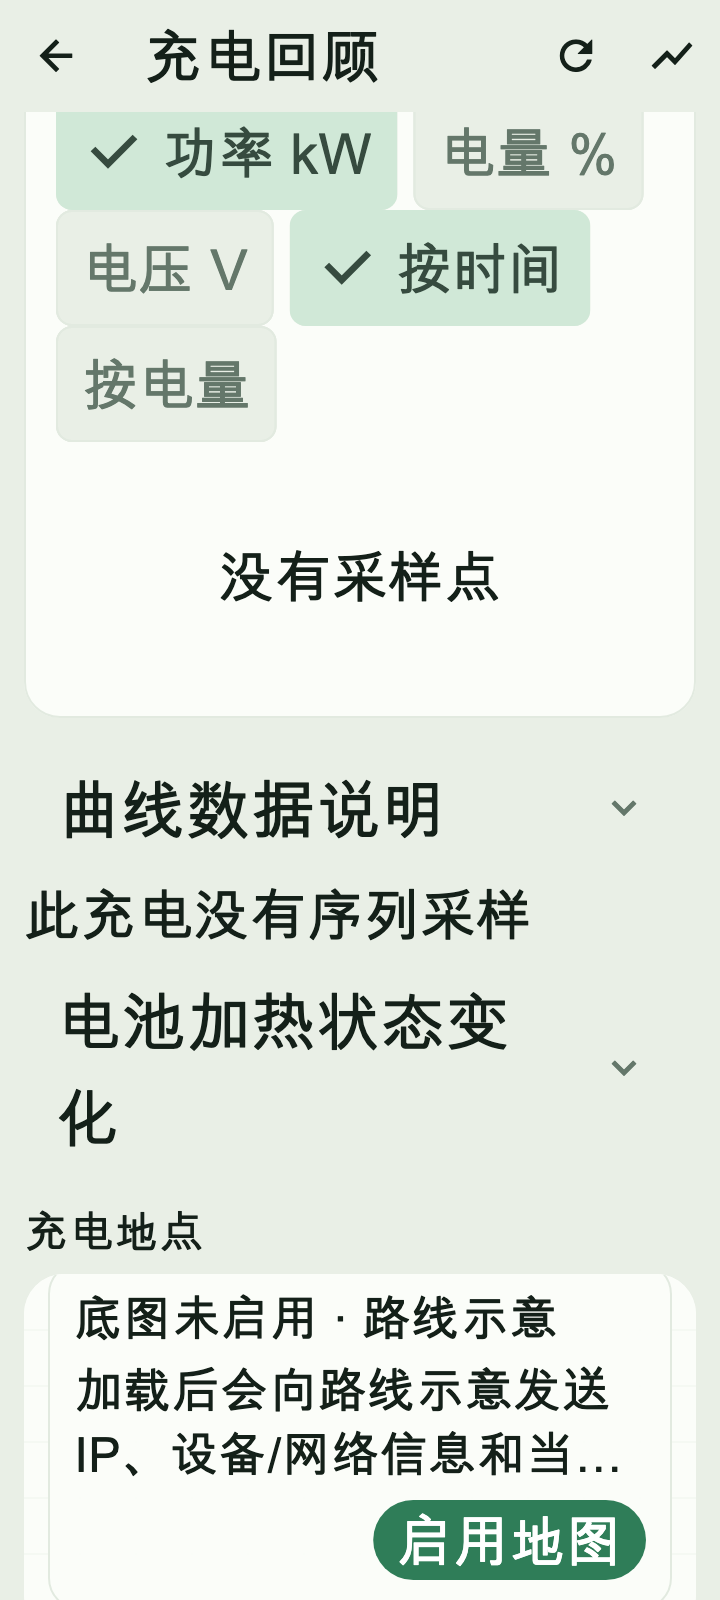 充电回顾
功率 kW
电量 %
电压 V
按时间
按电量
没有采样点
曲线数据说明
此充电没有序列采样
电池加热状态变
化
充电地点
底图未启用 · 路线示意
加载后会向路线示意发送
IP、设备/网络信息和当...
启用地图